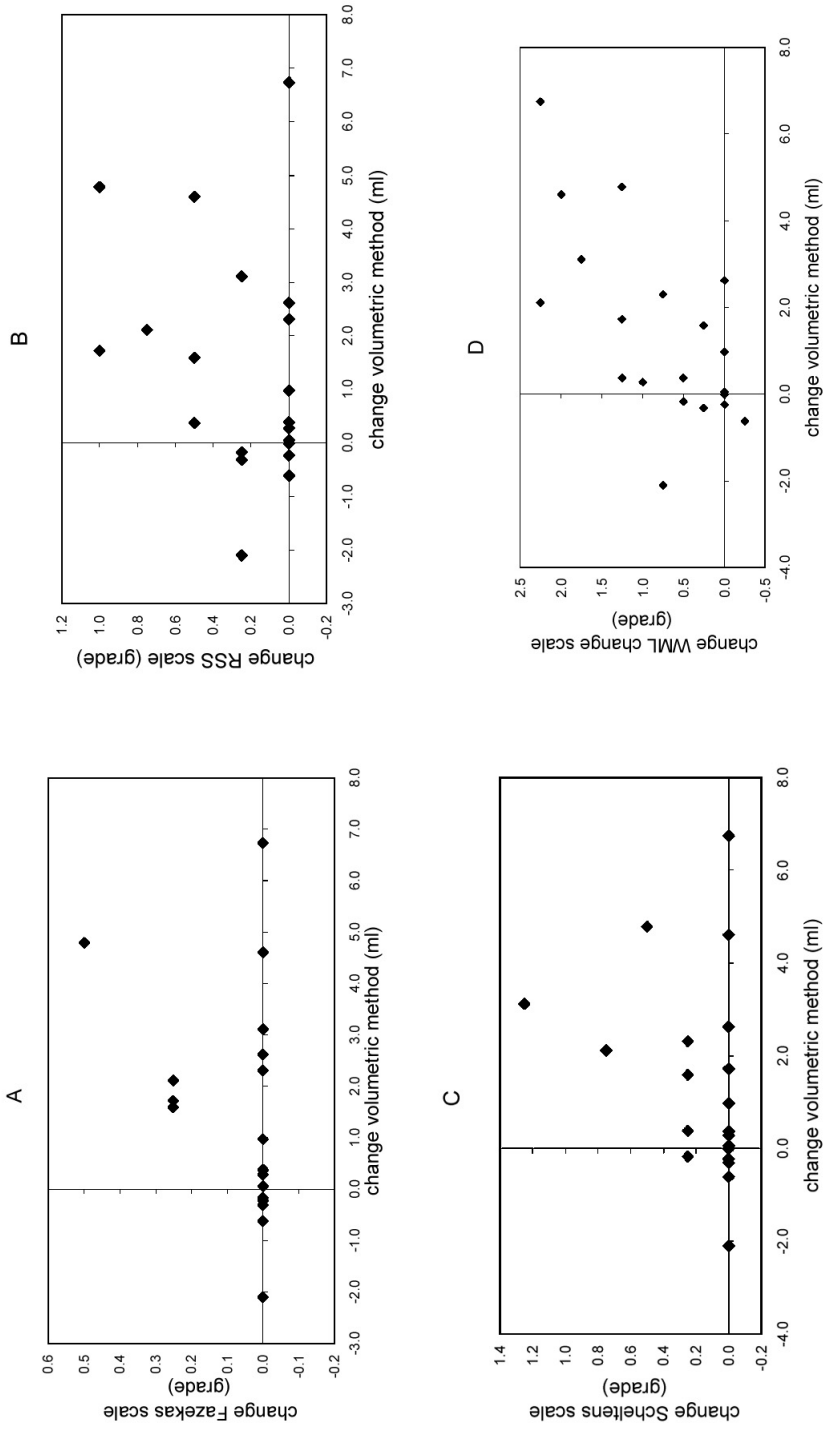 A
change Fazekas scale
(grade)
0.6
0.5
0.4
0.3
0.2
0.1
0.0
-0.1
-0.2
-3.0 -2.0 -1.0 0.0 1.0 2.0 3.0 4.0 5.0 6.0 7.0 8.0
change volumetric method (ml)
B
change RSS scale (grade)
1.2
1.0
0.8
0.6
0.4
0.2
0.0
-0.2
-3.0 -2.0 -1.0 0.0 1.0 2.0 3.0 4.0 5.0 6.0 7.0 8.0
change volumetric method (ml)
C
change Scheltens scale
(grade)
1.4
1.2
1.0
0.8
0.6
0.4
0.2
0.0
-0.2
-4.0 -2.0 0.0 2.0 4.0 6.0 8.0
change volumetric method (ml)
D
change WML change scale
(grade)
2.5
2.0
1.5
1.0
0.5
0.0
-0.5
-4.0 -2.0 0.0 2.0 4.0 6.0 8.0
change volumetric method (ml)